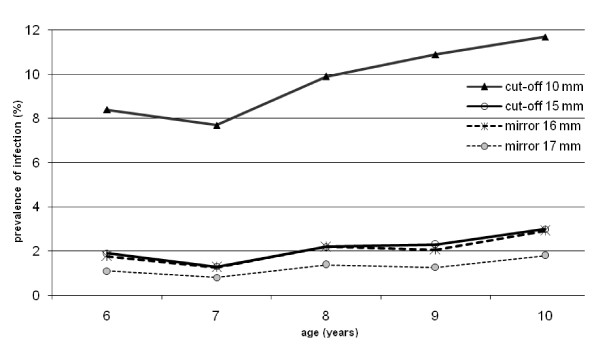 12
10
8
6
4
2
0
prevalence of infection (%)
cut-off 10 mm
cut-off 15 mm
mirror 16 mm
mirror 17 mm
6 7 8 9 10
age (years)